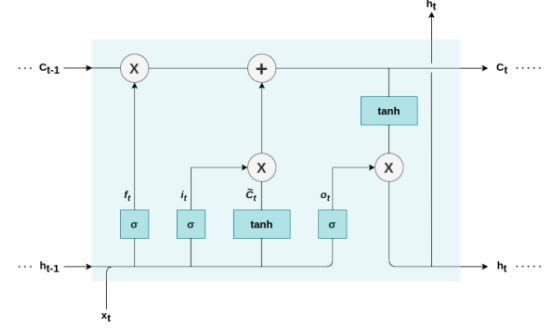 h_t
··· C_{t-1} X + C_t ·····
tanh
X X
f_t i_t C̃_t o_t
σ σ tanh σ
··· h_{t-1} h_t ·····
x_t